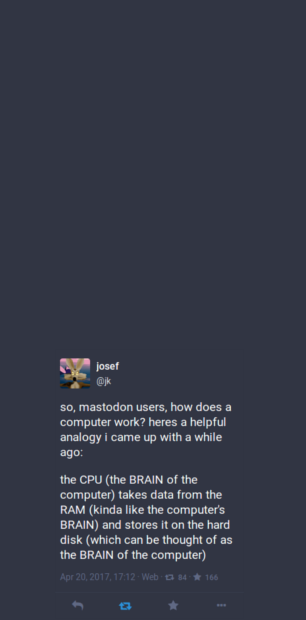 josef
@jk
so, mastodon users, how does a
computer work? heres a helpful
analogy i came up with a while
ago:
the CPU (the BRAIN of the
computer) takes data from the
RAM (kinda like the computer's
BRAIN) and stores it on the hard
disk (which can be thought of as
the BRAIN of the computer)
Apr 20, 2017, 17:12 · Web · 84 · 166